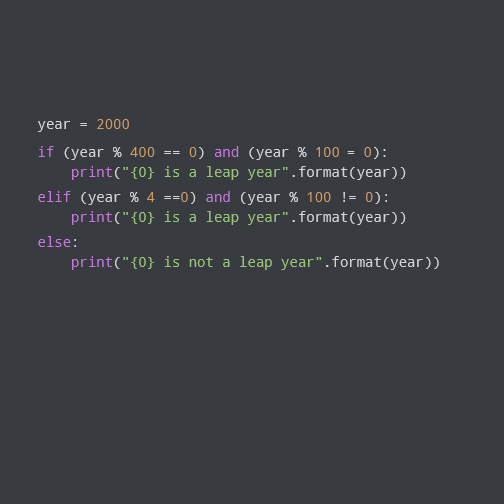 year = 2000
if (year % 400 == 0) and (year % 100 = 0):
    print("{0} is a leap year".format(year))
elif (year % 4 ==0) and (year % 100 != 0):
    print("{0} is a leap year".format(year))
else:
    print("{0} is not a leap year".format(year))